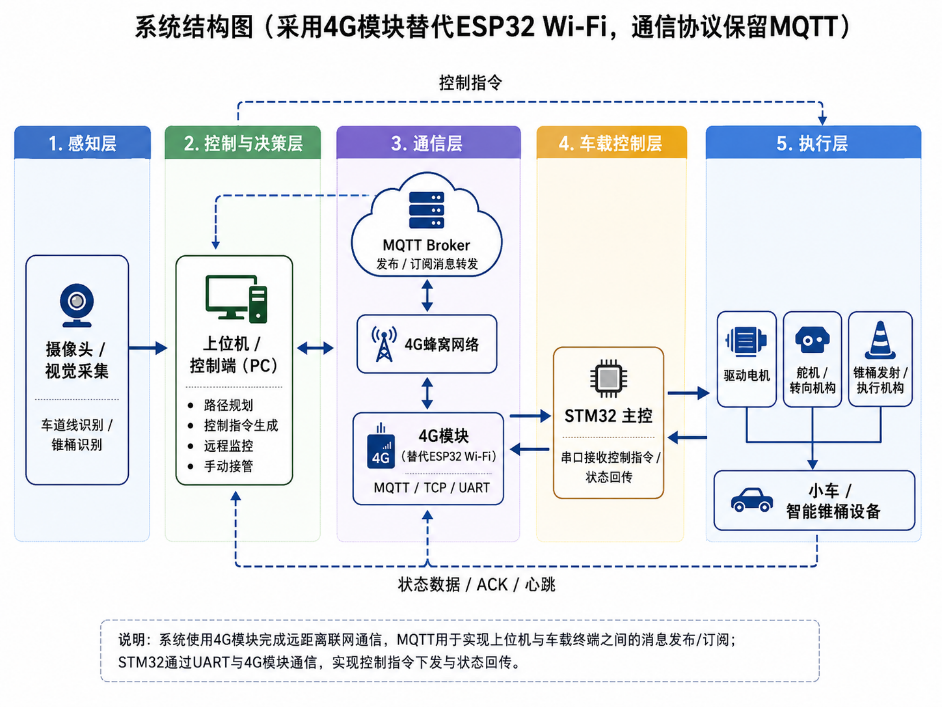 系统结构图（采用4G模块替代ESP32 Wi-Fi，通信协议保留MQTT）
控制指令
1. 感知层
2. 控制与决策层
3. 通信层
4. 车载控制层
5. 执行层
摄像头 /
视觉采集
车道线识别 /
锥桶识别
上位机 /
控制端（PC）
• 路径规划
• 控制指令生成
• 远程监控
• 手动接管
MQTT Broker
发布 / 订阅消息转发
4G蜂窝网络
4G
4G模块
（替代ESP32 Wi-Fi）
MQTT / TCP / UART
STM32 主控
串口接收控制指令 /
状态回传
驱动电机
舵机 /
转向机构
锥桶发射 /
执行机构
小车 /
智能锥桶设备
状态数据 / ACK / 心跳
说明：系统使用4G模块完成远距离联网通信，MQTT用于实现上位机与车载终端之间的消息发布/订阅；
STM32通过UART与4G模块通信，实现控制指令下发与状态回传。